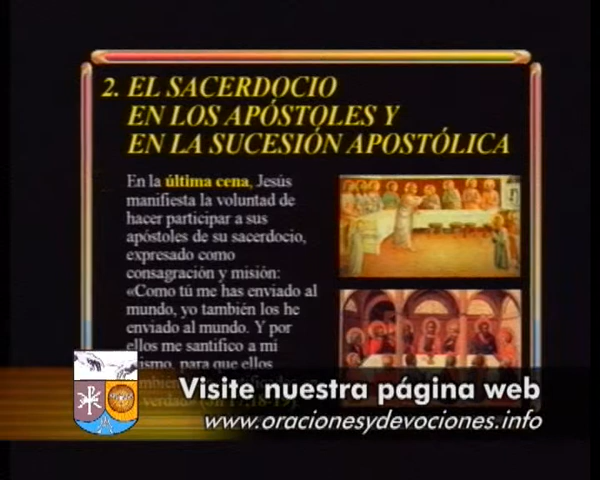 2. EL SACERDOCIO
EN LOS APÓSTOLES Y
EN LA SUCESIÓN APOSTÓLICA
En la última cena, Jesús
manifiesta la voluntad de
hacer participar a sus
apóstoles de su sacerdocio,
expresado como
consagración y misión:
«Como tú me has enviado al
mundo, yo también los he
enviado al mundo. Y por
ellos me santifico a mi
mismo, para que ellos
Visite nuestra página web
www.oracionesydevociones.info